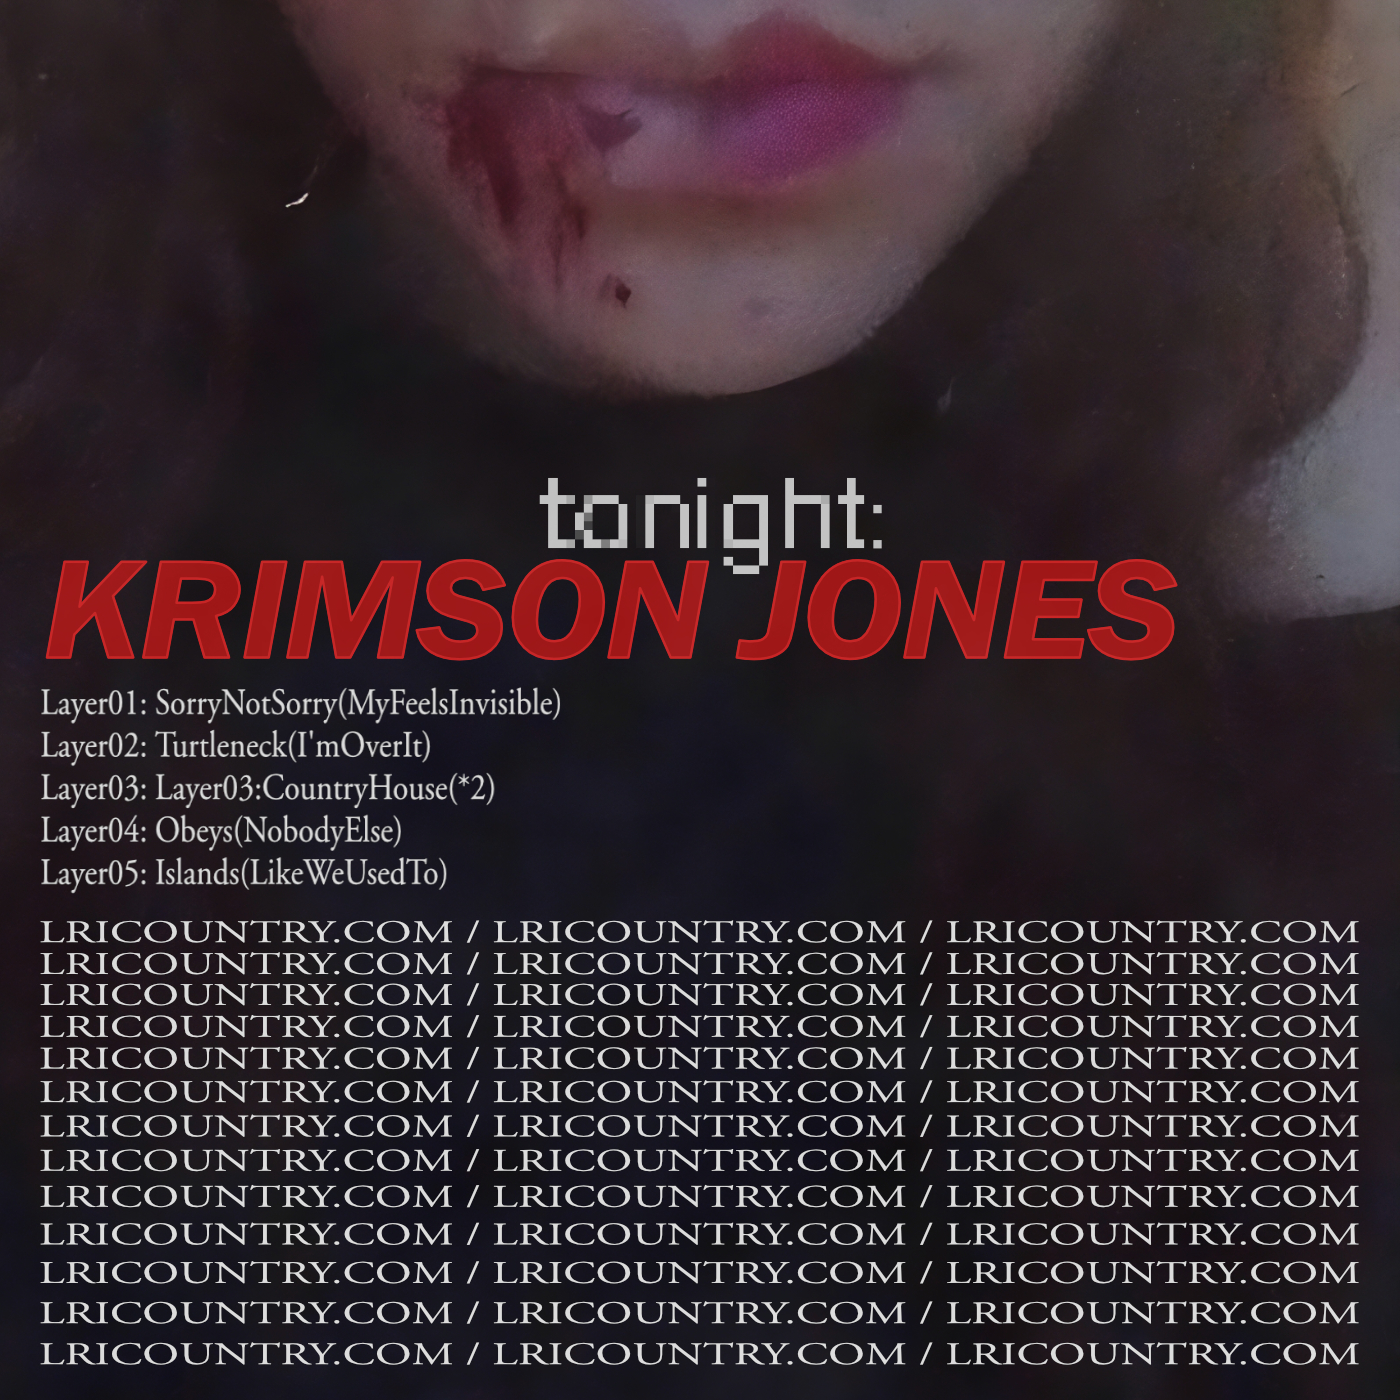 tonight:
KRIMSON JONES
Layer01: SorryNotSorry(MyFeelsInvisible)
Layer02: Turtleneck(I'mOverIt)
Layer03: Layer03:CountryHouse(*2)
Layer04: Obeys(NobodyElse)
Layer05: Islands(LikeWeUsedTo)
LRICOUNTRY.COM / LRICOUNTRY.COM / LRICOUNTRY.COM
LRICOUNTRY.COM / LRICOUNTRY.COM / LRICOUNTRY.COM
LRICOUNTRY.COM / LRICOUNTRY.COM / LRICOUNTRY.COM
LRICOUNTRY.COM / LRICOUNTRY.COM / LRICOUNTRY.COM
LRICOUNTRY.COM / LRICOUNTRY.COM / LRICOUNTRY.COM
LRICOUNTRY.COM / LRICOUNTRY.COM / LRICOUNTRY.COM
LRICOUNTRY.COM / LRICOUNTRY.COM / LRICOUNTRY.COM
LRICOUNTRY.COM / LRICOUNTRY.COM / LRICOUNTRY.COM
LRICOUNTRY.COM / LRICOUNTRY.COM / LRICOUNTRY.COM
LRICOUNTRY.COM / LRICOUNTRY.COM / LRICOUNTRY.COM
LRICOUNTRY.COM / LRICOUNTRY.COM / LRICOUNTRY.COM
LRICOUNTRY.COM / LRICOUNTRY.COM / LRICOUNTRY.COM
LRICOUNTRY.COM / LRICOUNTRY.COM / LRICOUNTRY.COM